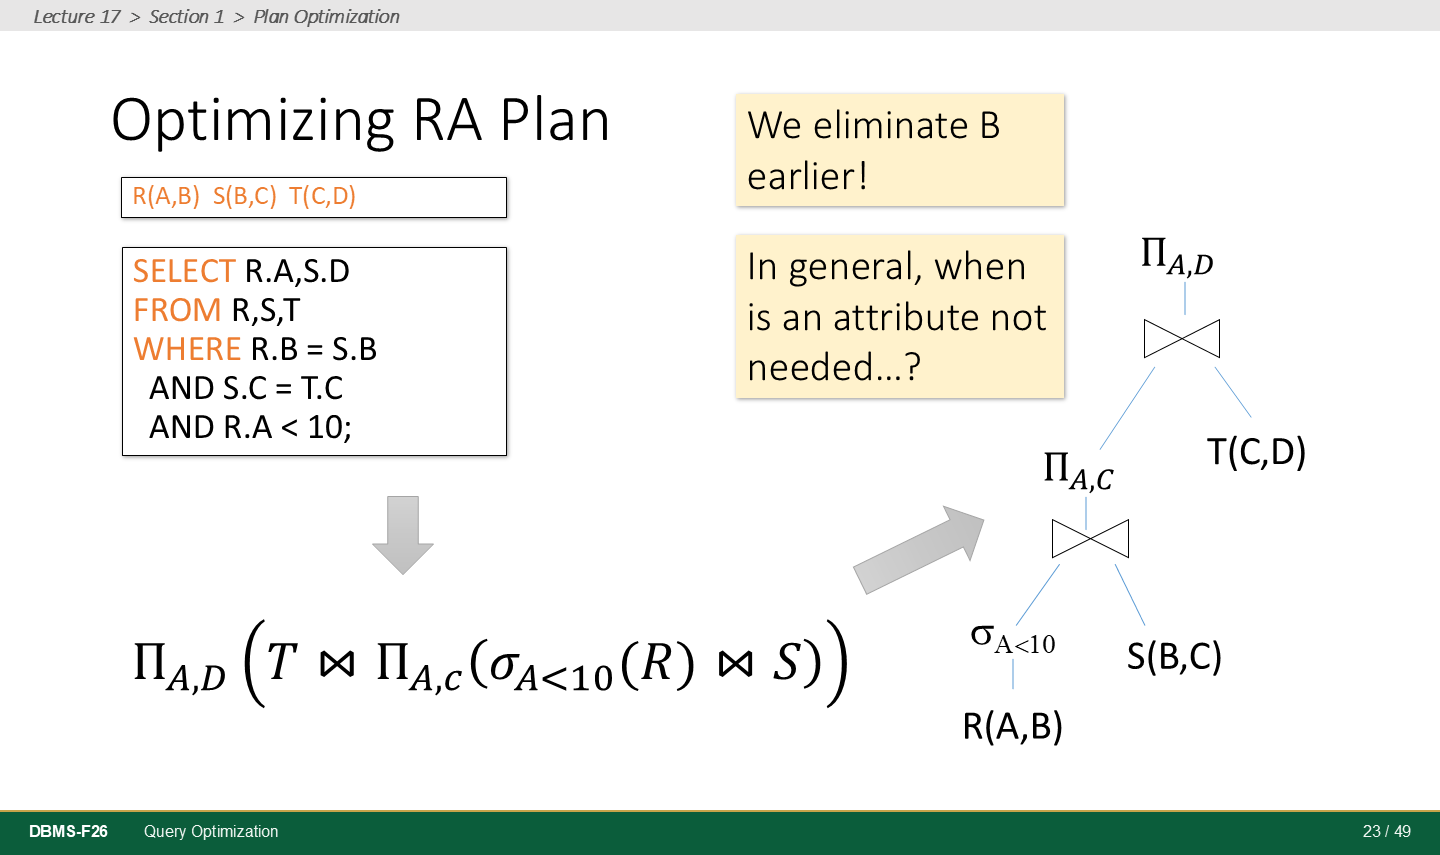 Lecture 17 > Section 1 > Plan Optimization
Optimizing RA Plan
R(A,B) S(B,C) T(C,D)
SELECT R.A,S.D
FROM R,S,T
WHERE R.B = S.B
AND S.C = T.C
AND R.A < 10;
Π_{A,D} (T ⋈ Π_{A,c}(σ_{A<10}(R) ⋈ S))
We eliminate B
earlier!
In general, when
is an attribute not
needed…?
Π_{A,D}
T(C,D)
Π_{A,C}
σ_{A<10}
S(B,C)
R(A,B)
DBMS-F26 Query Optimization 23 / 49